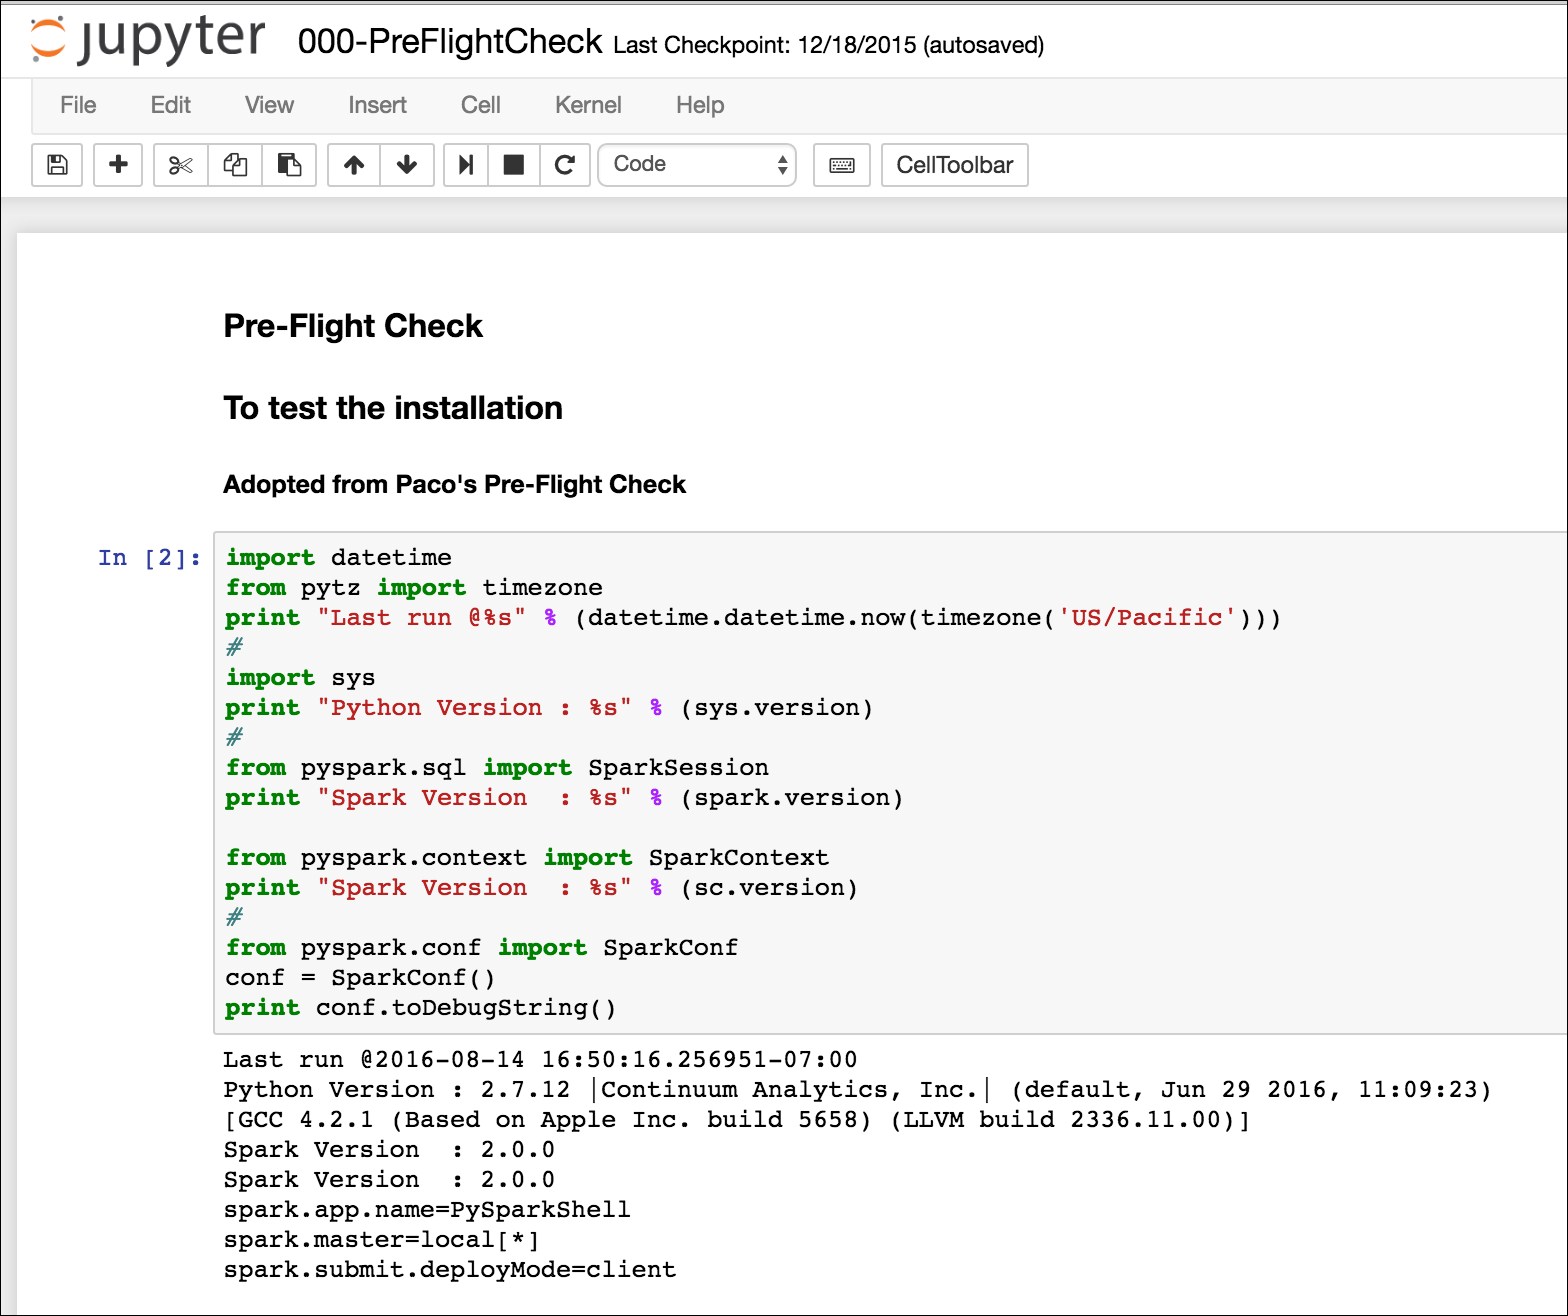 jupyter 000-PreFlightCheck Last Checkpoint: 12/18/2015 (autosaved)
File Edit View Insert Cell Kernel Help
Code CellToolbar
Pre-Flight Check
To test the installation
Adopted from Paco's Pre-Flight Check
In [2]: import datetime
from pytz import timezone
print "Last run @%s" % (datetime.datetime.now(timezone('US/Pacific')))
#
import sys
print "Python Version : %s" % (sys.version)
#
from pyspark.sql import SparkSession
print "Spark Version  : %s" % (spark.version)
from pyspark.context import SparkContext
print "Spark Version  : %s" % (sc.version)
#
from pyspark.conf import SparkConf
conf = SparkConf()
print conf.toDebugString()
Last run @2016-08-14 16:50:16.256951-07:00
Python Version : 2.7.12 |Continuum Analytics, Inc.| (default, Jun 29 2016, 11:09:23)
[GCC 4.2.1 (Based on Apple Inc. build 5658) (LLVM build 2336.11.00)]
Spark Version  : 2.0.0
Spark Version  : 2.0.0
spark.app.name=PySparkShell
spark.master=local[*]
spark.submit.deployMode=client